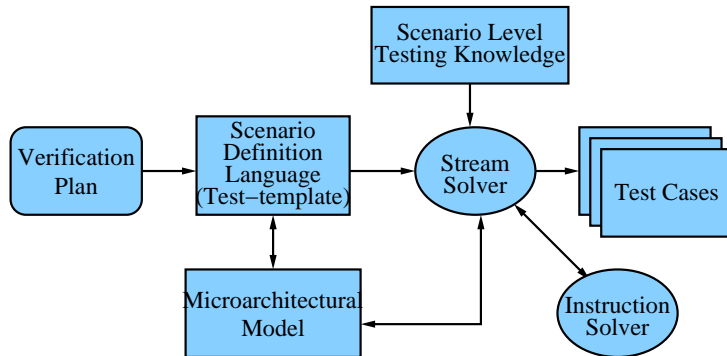 Scenario Level
Testing Knowledge
Verification
Plan
Scenario
Definition
Language
(Test−template)
Stream
Solver
Test Cases
Microarchitectural
Model
Instruction
Solver